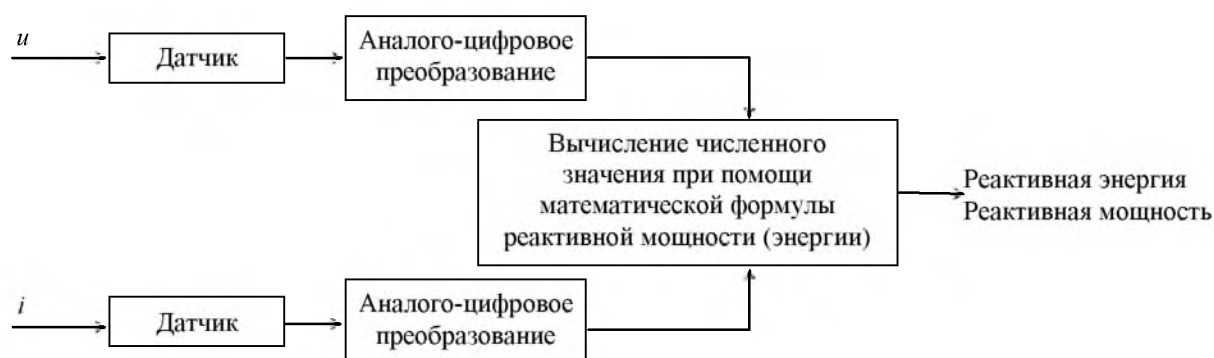 u
Датчик
Аналого-цифровое
преобразование
Вычисление численного
значения при помощи
математической формулы
реактивной мощности (энергии)
Реактивная энергия
Реактивная мощность
i
Датчик
Аналого-цифровое
преобразование